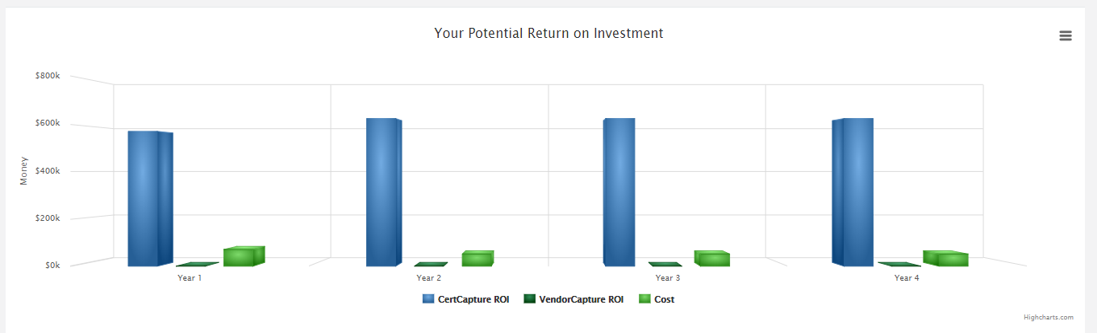 Your Potential Return on Investment
Money
$800k
$600k
$400k
$200k
$0k
Year 1 Year 2 Year 3 Year 4
CertCapture ROI VendorCapture ROI Cost
Highcharts.com